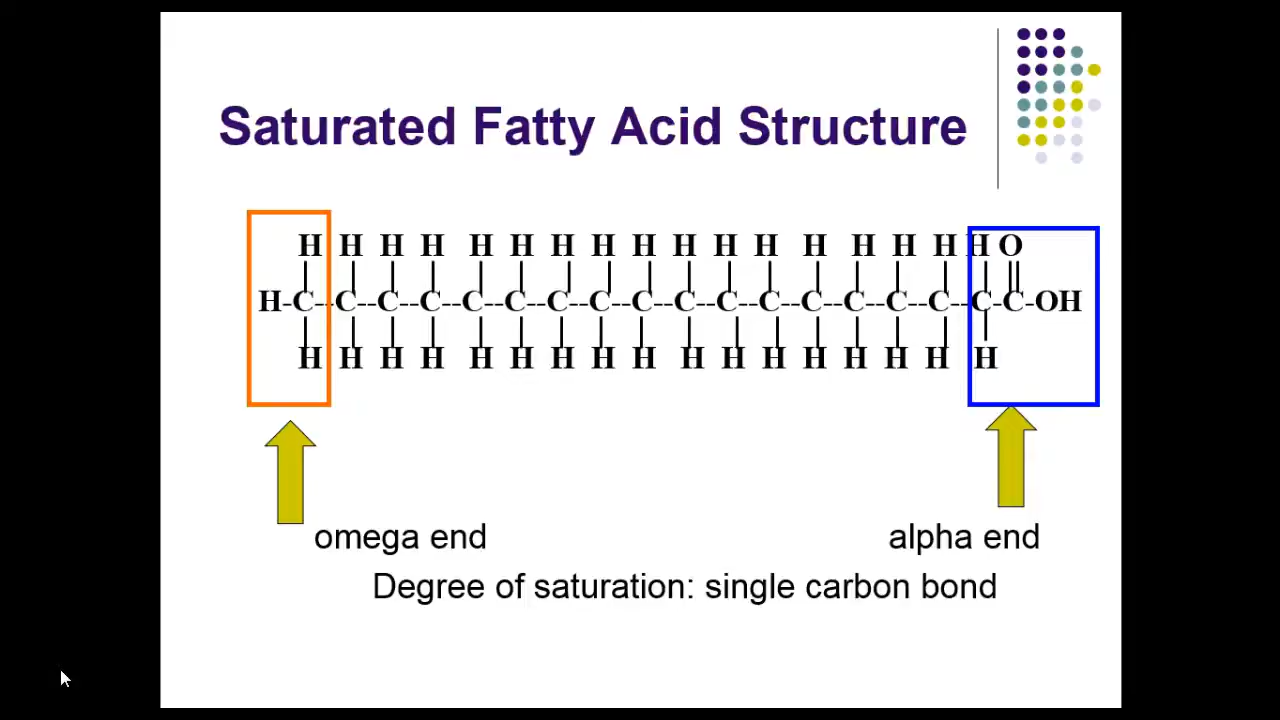 Saturated Fatty Acid Structure
H H H H H H H H H H H H H H H H H O
H-C--C--C--C--C--C--C--C--C--C--C--C--C--C--C--C--C-C-OH
H H H H H H H H H H H H H H H H H
omega end
alpha end
Degree of saturation: single carbon bond